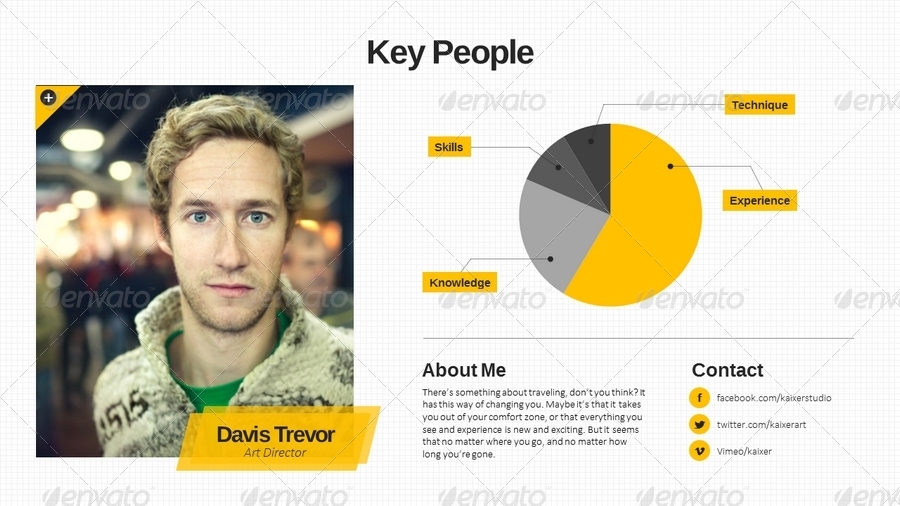 Key People
envato
Technique
Skills
Experience
Knowledge
About Me
There's something about traveling, don't you think? It
has this way of changing you. Maybe it's that it takes
you out of your comfort zone, or that everything you
see and experience is new and exciting. But it seems
that no matter where you go, and no matter how
long you're gone.
Contact
facebook.com/kaixerstudio
twitter.com/kaixerart
Vimeo/kaixer
Davis Trevor
Art Director